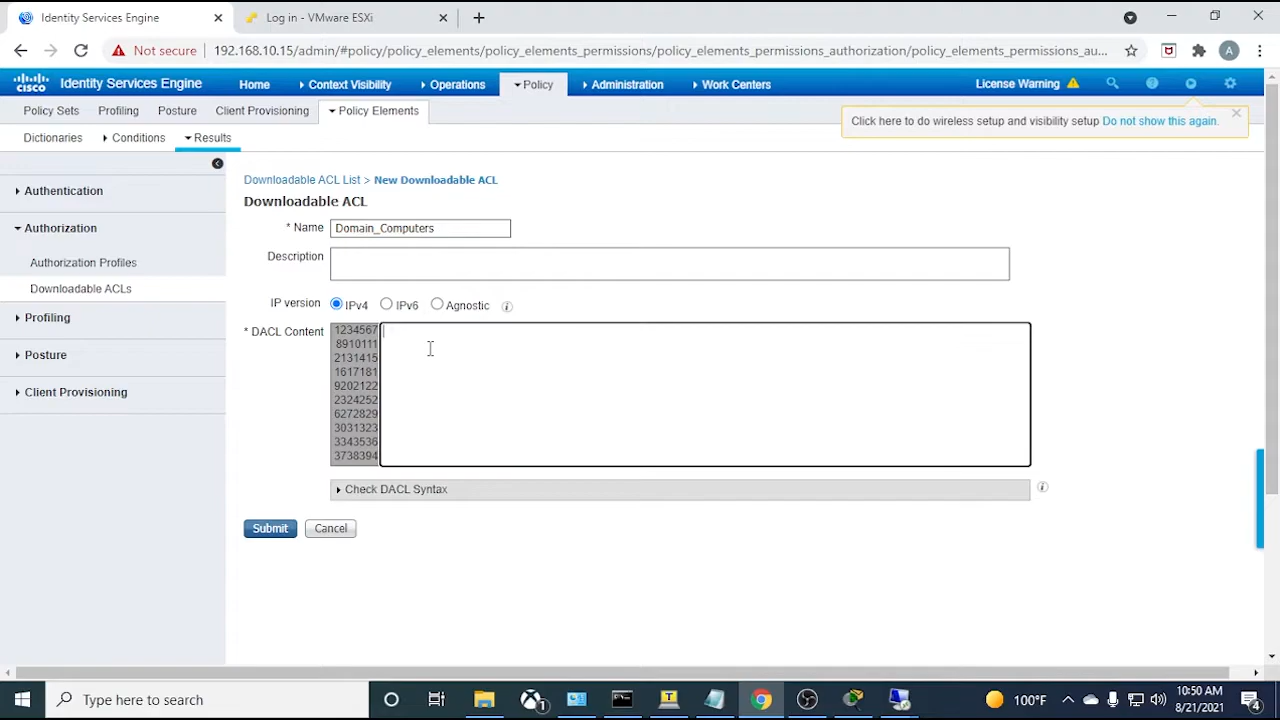 Identity Services Engine
Log in - VMware ESXi
Not secure 192.168.10.15/admin/#policy/policy_elements/policy_elements_permissions/policy_elements_permissions_authorization/policy_elements_permissions_au...
A
cisco Identity Services Engine Home Context Visibility Operations Policy Administration Work Centers License Warning
Policy Sets Profiling Posture Client Provisioning Policy Elements
Click here to do wireless setup and visibility setup Do not show this again.
Dictionaries Conditions Results
Authentication
Authorization
Authorization Profiles
Downloadable ACLs
Profiling
Posture
Client Provisioning
Downloadable ACL List > New Downloadable ACL
Downloadable ACL
* Name Domain_Computers
Description
IP version IPv4 IPv6 Agnostic
* DACL Content
1234567
8910111
2131415
1617181
9202122
2324252
6272829
3031323
3343536
3738394
Check DACL Syntax
Submit Cancel
Type here to search
1
100°F
10:50 AM
8/21/2021
4